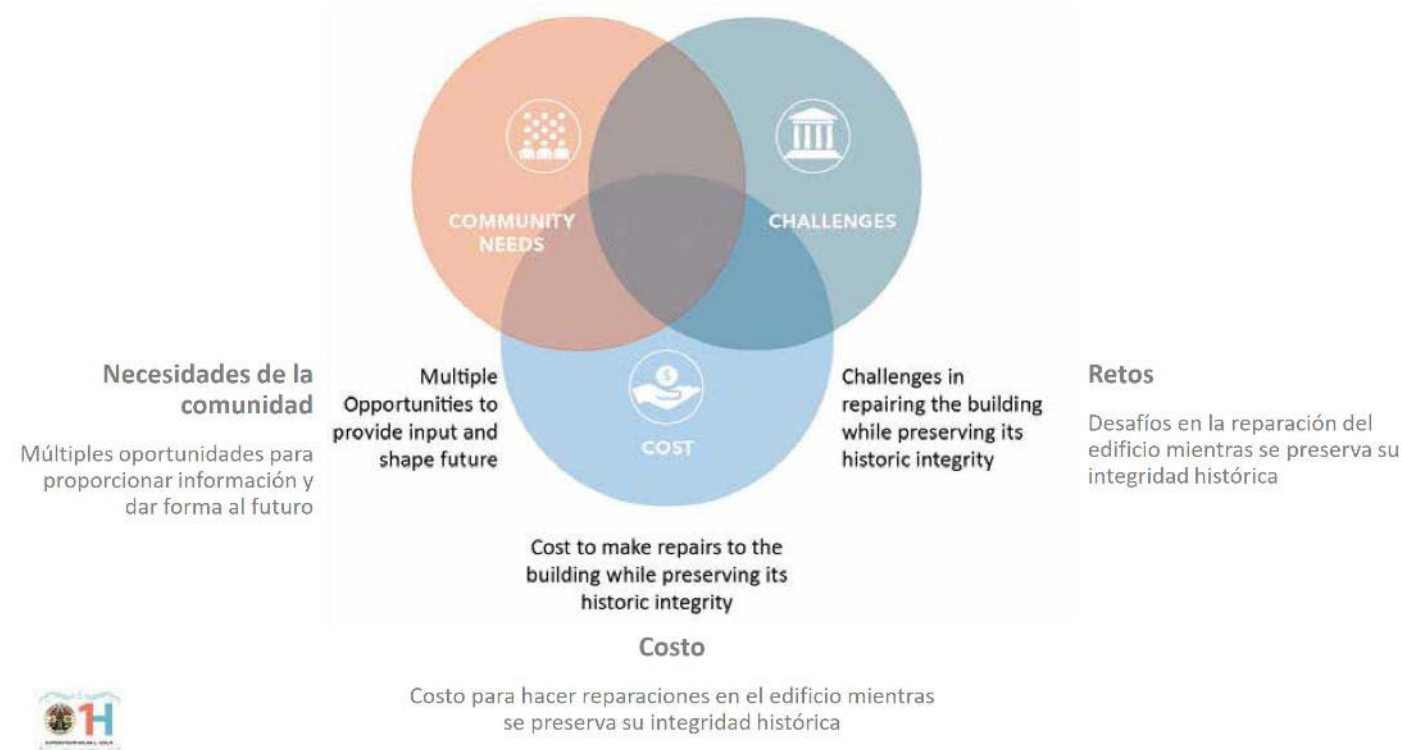 COMMUNITY
NEEDS
CHALLENGES
COST
Necesidades de la
comunidad
Múltiples oportunidades para
proporcionar información y
dar forma al futuro
Multiple
Opportunities to
provide input and
shape future
Challenges in
repairing the building
while preserving its
historic integrity
Retos
Desafíos en la reparación del
edificio mientras se preserva su
integridad histórica
Cost to make repairs to the
building while preserving its
historic integrity
Costo
Costo para hacer reparaciones en el edificio mientras
se preserva su integridad histórica